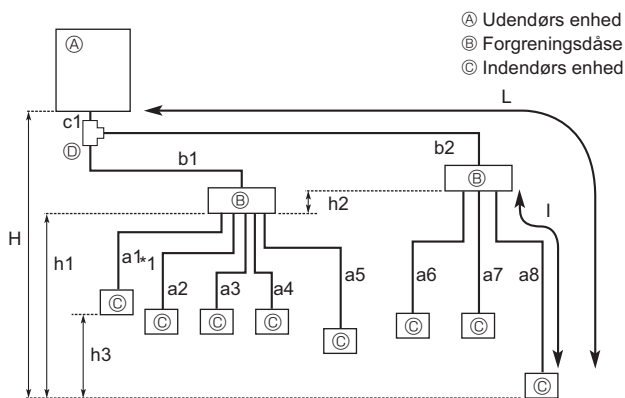 Ⓐ Udendørs enhed
Ⓑ Forgreningsdåse
Ⓒ Indendørs enhed
Ⓐ
L
c1
Ⓓ
b1
b2
Ⓑ
Ⓑ
h2
H
h1
l
a1*1
a2
a3
a4
a5
a6
a7
a8
Ⓒ
Ⓒ
Ⓒ
Ⓒ
Ⓒ
Ⓒ
Ⓒ
h3
Ⓒ